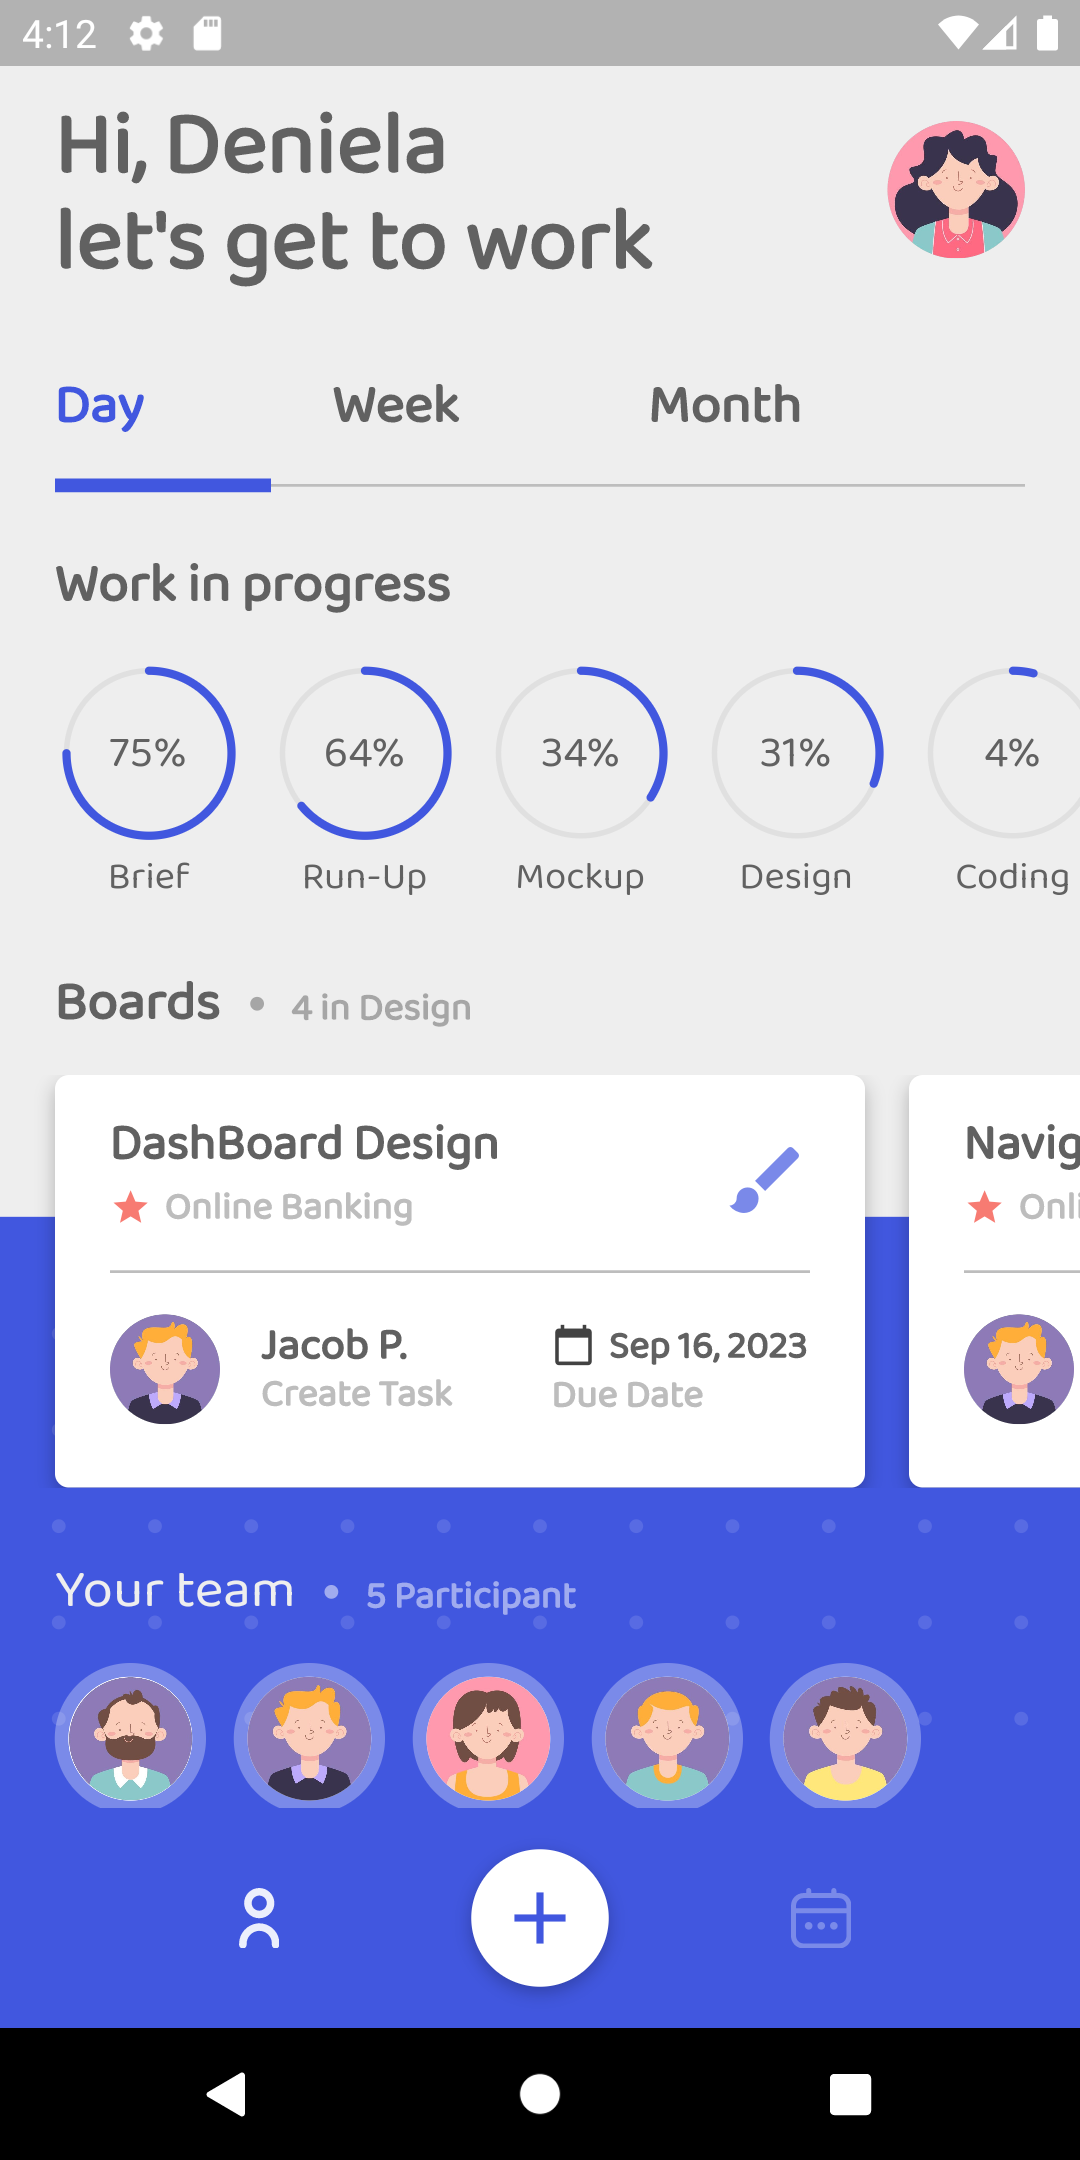 4:12
Hi, Deniela
let's get to work
Day Week Month
Work in progress
75% 64% 34% 31% 4%
Brief Run-Up Mockup Design Coding
Boards • 4 in Design
DashBoard Design
Online Banking
Jacob P.
Create Task
Sep 16, 2023
Due Date
Navig
Onli
Your team • 5 Participant